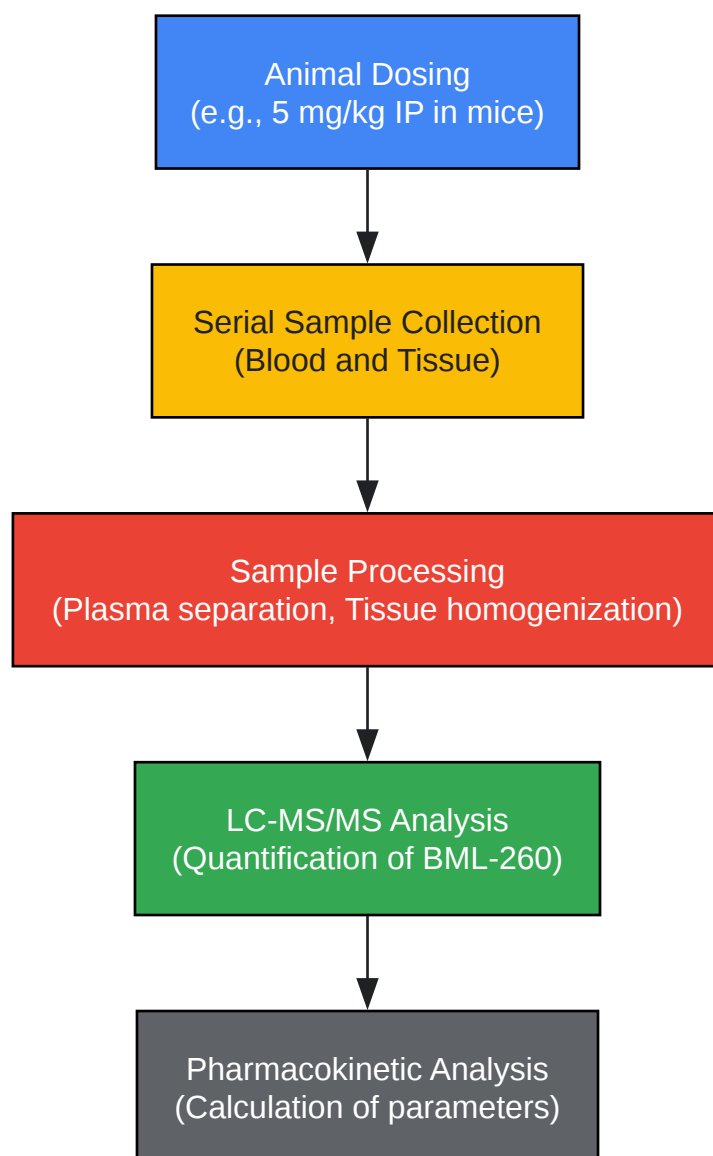 Animal Dosing
(e.g., 5 mg/kg IP in mice)
Serial Sample Collection
(Blood and Tissue)
Sample Processing
(Plasma separation, Tissue homogenization)
LC-MS/MS Analysis
(Quantification of BML-260)
Pharmacokinetic Analysis
(Calculation of parameters)